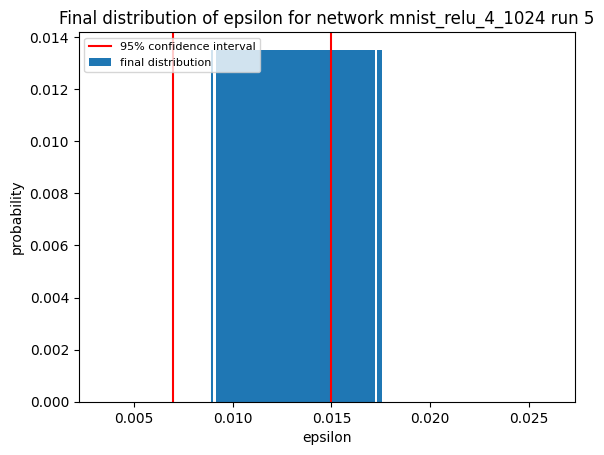 Final distribution of epsilon for network mnist_relu_4_1024 run 5
0.014
0.012
0.010
0.008
0.006
0.004
0.002
0.000
probability
95% confidence interval
final distribution
0.005
0.010
0.015
0.020
0.025
epsilon